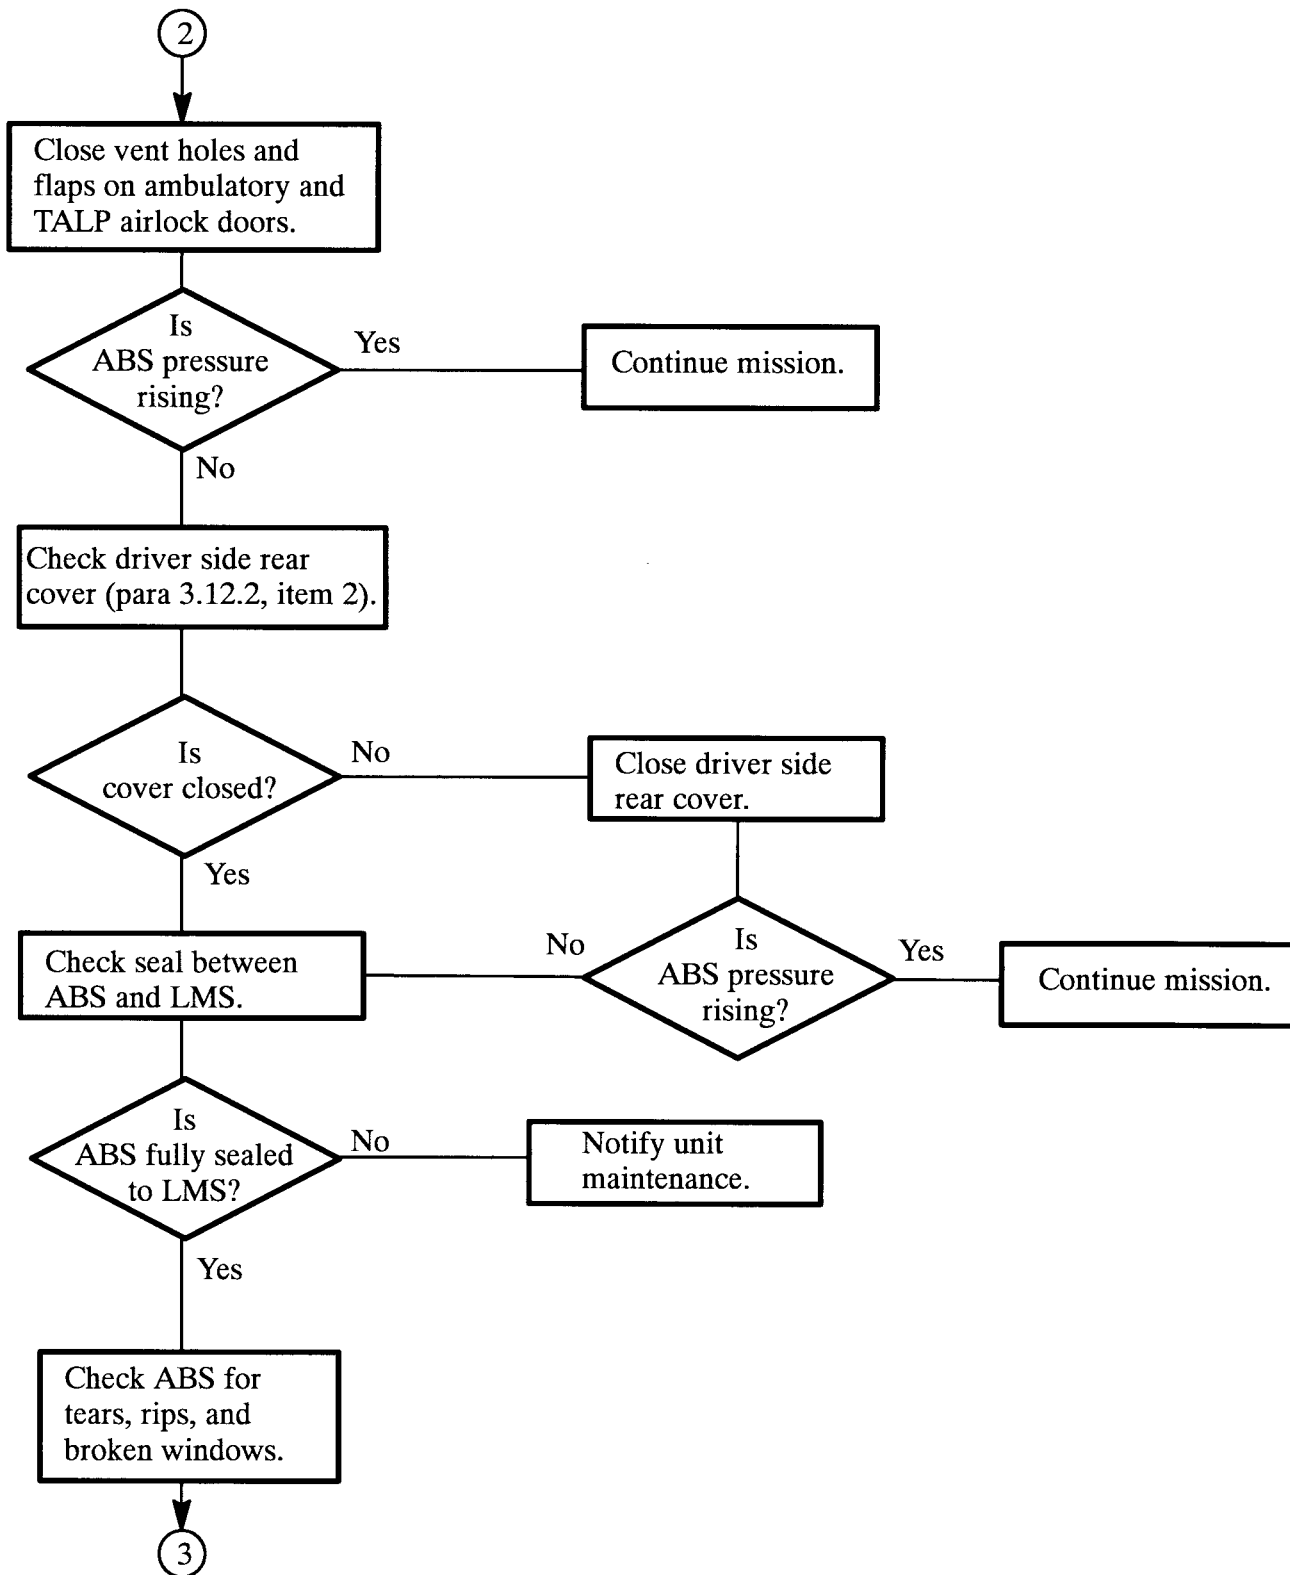 2
Close vent holes and
flaps on ambulatory and
TALP airlock doors.
Is
ABS pressure
rising?
Yes
Continue mission.
No
Check driver side rear
cover (para 3.12.2, item 2).
Is
cover closed?
No
Close driver side
rear cover.
Yes
Check seal between
ABS and LMS.
No
Is
ABS pressure
rising?
Yes
Continue mission.
Is
ABS fully sealed
to LMS?
No
Notify unit
maintenance.
Yes
Check ABS for
tears, rips, and
broken windows.
3